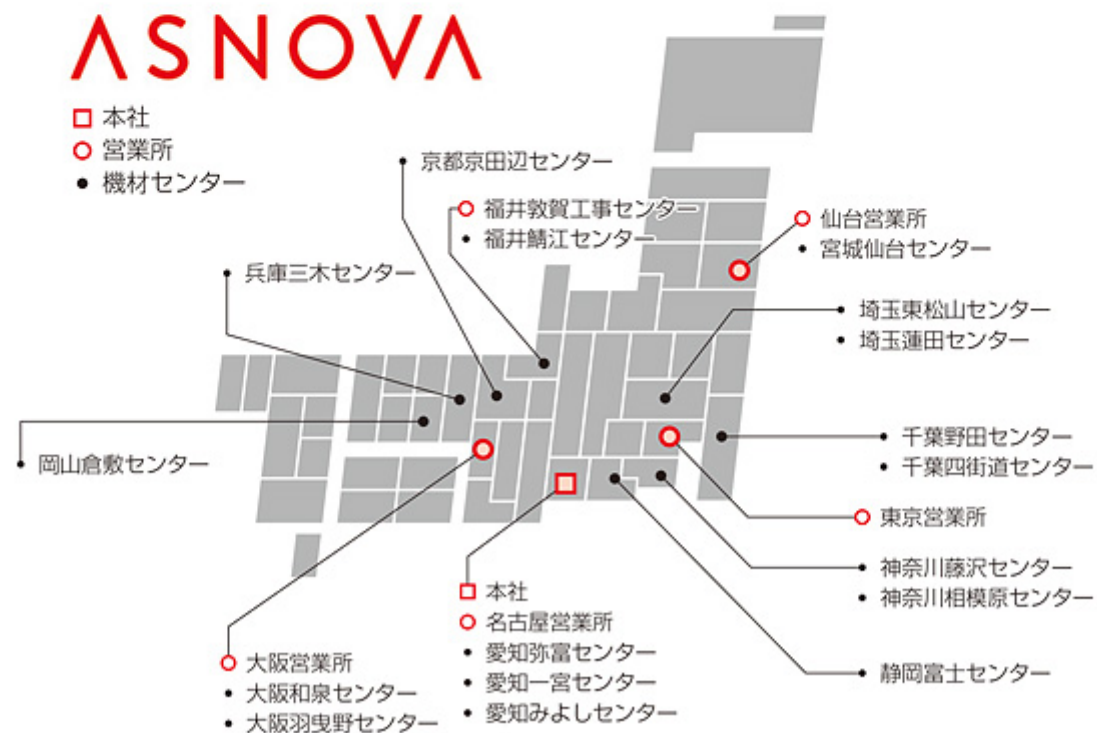 ASNOVA
本社
営業所
機材センター
京都京田辺センター
福井敦賀工事センター
福井鯖江センター
仙台営業所
宮城仙台センター
兵庫三木センター
埼玉東松山センター
埼玉蓮田センター
岡山倉敷センター
千葉野田センター
千葉四街道センター
東京営業所
神奈川藤沢センター
神奈川相模原センター
静岡富士センター
本社
名古屋営業所
愛知弥富センター
愛知一宮センター
愛知みよしセンター
大阪営業所
大阪和泉センター
大阪羽曳野センター